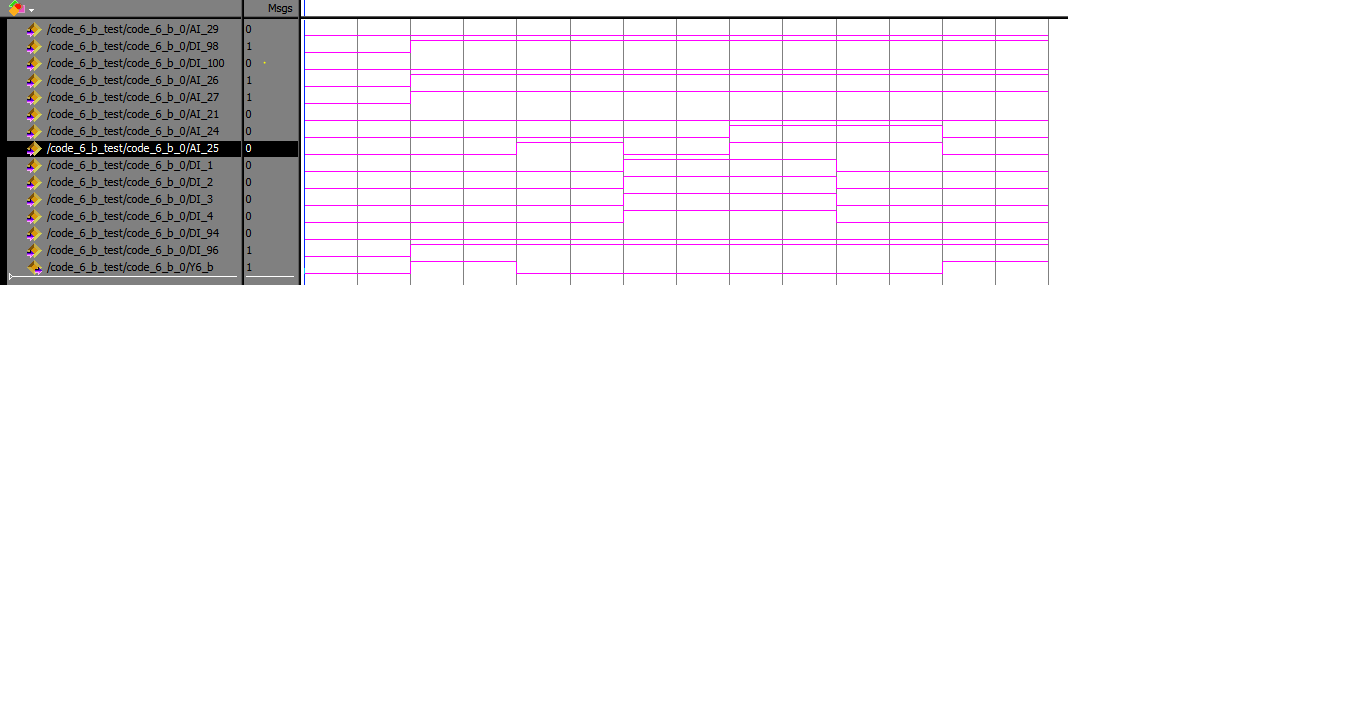 Msgs
/code_6_b_test/code_6_b_0/AI_29 0
/code_6_b_test/code_6_b_0/DI_98 1
/code_6_b_test/code_6_b_0/DI_100 0
/code_6_b_test/code_6_b_0/AI_26 1
/code_6_b_test/code_6_b_0/AI_27 1
/code_6_b_test/code_6_b_0/AI_21 0
/code_6_b_test/code_6_b_0/AI_24 0
/code_6_b_test/code_6_b_0/AI_25 0
/code_6_b_test/code_6_b_0/DI_1 0
/code_6_b_test/code_6_b_0/DI_2 0
/code_6_b_test/code_6_b_0/DI_3 0
/code_6_b_test/code_6_b_0/DI_4 0
/code_6_b_test/code_6_b_0/DI_94 0
/code_6_b_test/code_6_b_0/DI_96 1
/code_6_b_test/code_6_b_0/Y6_b 1